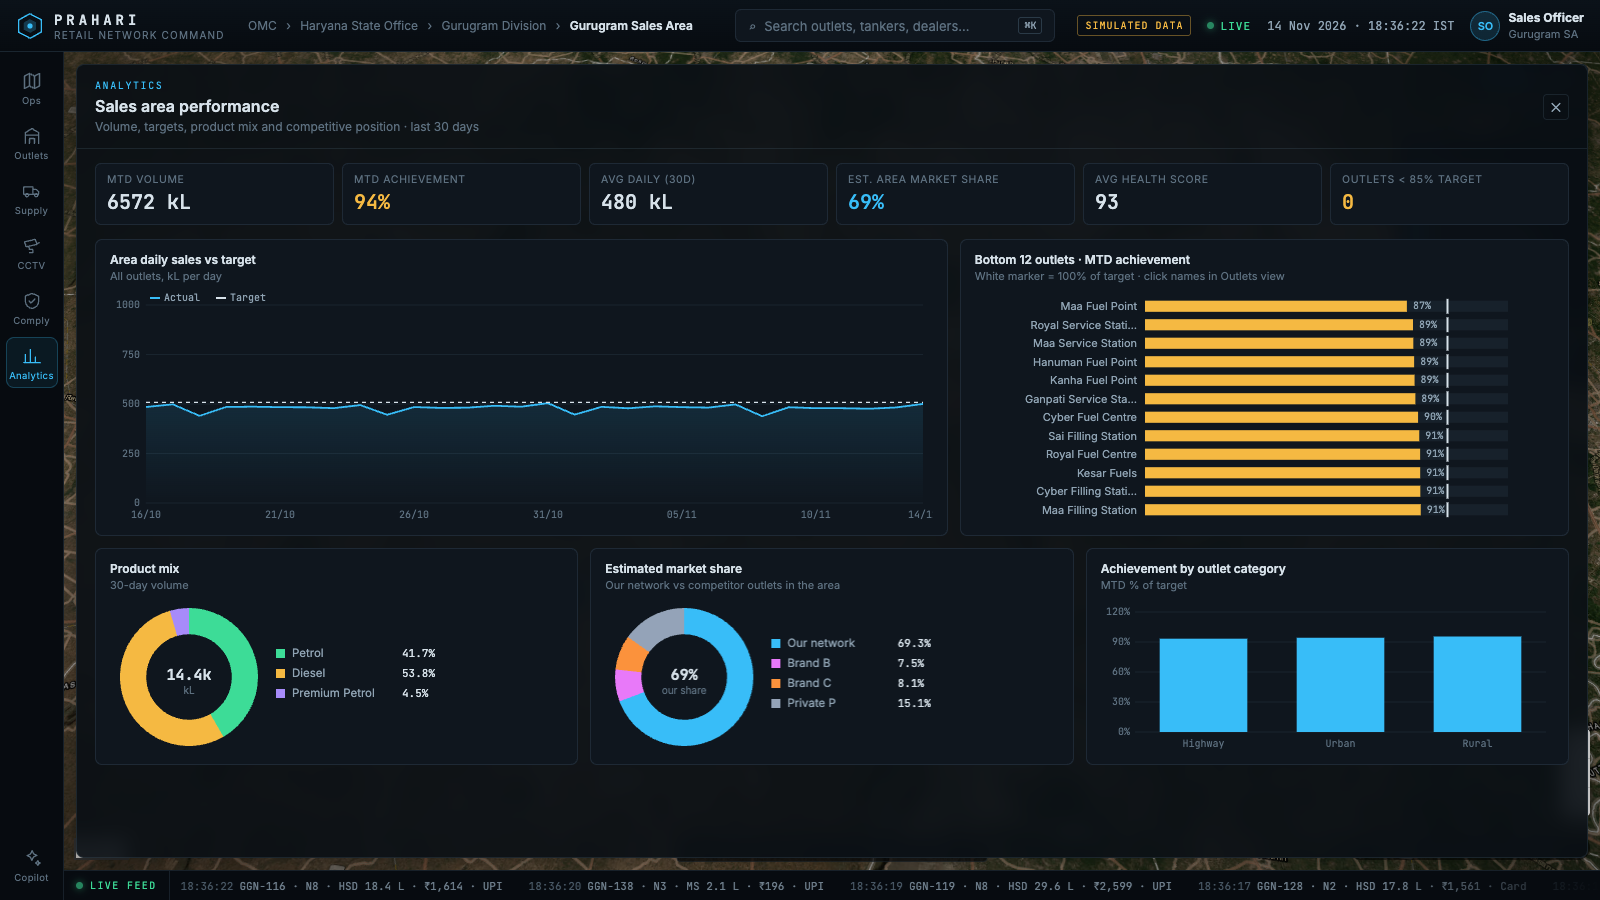 PRAHARI
RETAIL NETWORK COMMAND
OMC › Haryana State Office › Gurugram Division › Gurugram Sales Area
Search outlets, tankers, dealers... ⌘K
SIMULATED DATA
LIVE 14 Nov 2026 · 18:36:22 IST
SO Sales Officer
Gurugram SA
Ops
Outlets
Supply
CCTV
Comply
Analytics
Copilot
ANALYTICS
Sales area performance
Volume, targets, product mix and competitive position · last 30 days
MTD VOLUME
6572 kL
MTD ACHIEVEMENT
94%
AVG DAILY (30D)
480 kL
EST. AREA MARKET SHARE
69%
AVG HEALTH SCORE
93
OUTLETS < 85% TARGET
0
Area daily sales vs target
All outlets, kL per day
Actual Target
1000
750
500
250
0
16/10 21/10 26/10 31/10 05/11 10/11 14/1
Bottom 12 outlets · MTD achievement
White marker = 100% of target · click names in Outlets view
Maa Fuel Point 87%
Royal Service Stati... 89%
Maa Service Station 89%
Hanuman Fuel Point 89%
Kanha Fuel Point 89%
Ganpati Service Sta... 89%
Cyber Fuel Centre 90%
Sai Filling Station 91%
Royal Fuel Centre 91%
Kesar Fuels 91%
Cyber Filling Stati... 91%
Maa Filling Station 91%
Product mix
30-day volume
14.4k
kL
Petrol 41.7%
Diesel 53.8%
Premium Petrol 4.5%
Estimated market share
Our network vs competitor outlets in the area
69%
our share
Our network 69.3%
Brand B 7.5%
Brand C 8.1%
Private P 15.1%
Achievement by outlet category
MTD % of target
120%
90%
60%
30%
0%
Highway Urban Rural
LIVE FEED 18:36:22 GGN-116 · N8 · HSD 18.4 L · ₹1,614 · UPI 18:36:20 GGN-138 · N3 · MS 2.1 L · ₹196 · UPI 18:36:19 GGN-119 · N8 · HSD 29.6 L · ₹2,599 · UPI 18:36:17 GGN-128 · N2 · HSD 17.8 L · ₹1,561 · Card